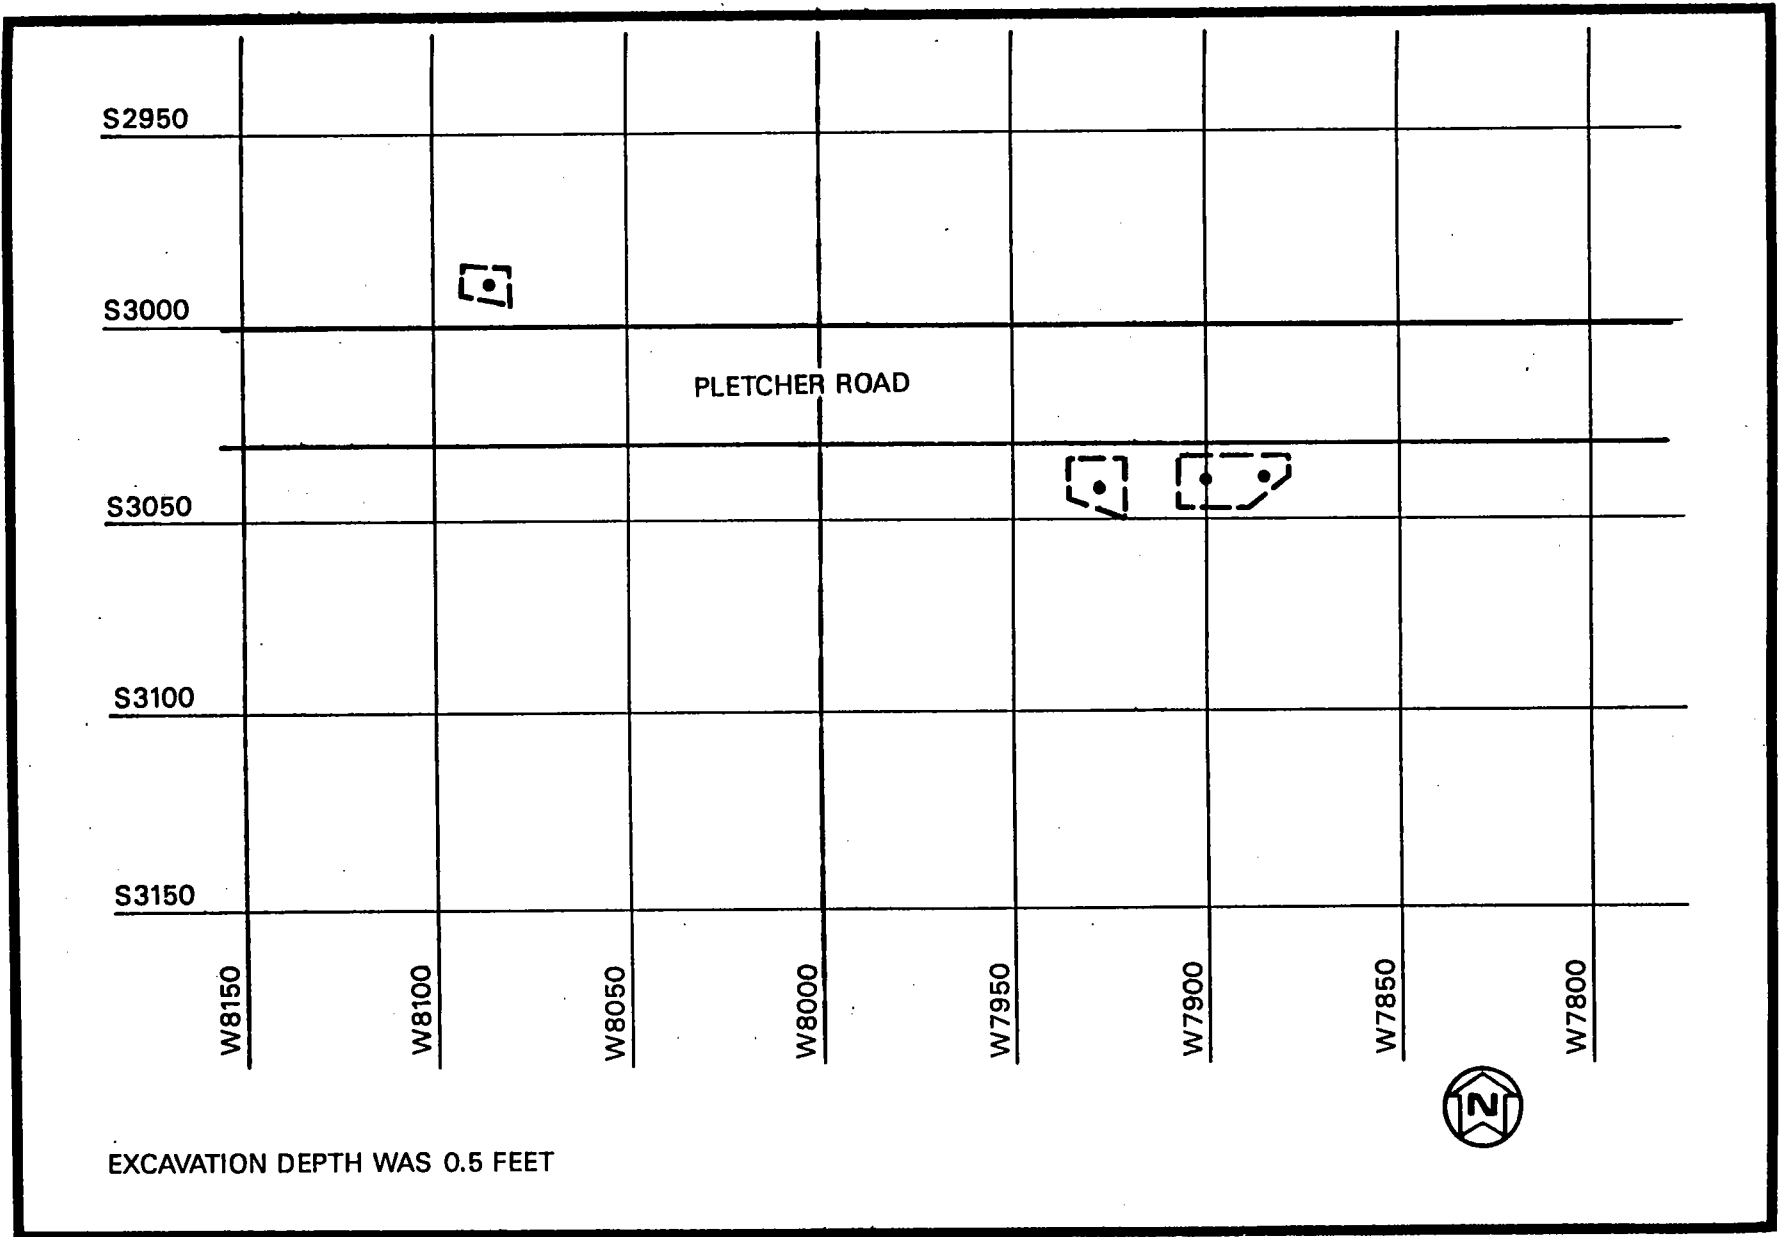 S2950
S3000
PLETCHER ROAD
S3050
S3100
S3150
W8150
W8100
W8050
W8000
W7950
W7900
W7850
W7800
N
EXCAVATION DEPTH WAS 0.5 FEET